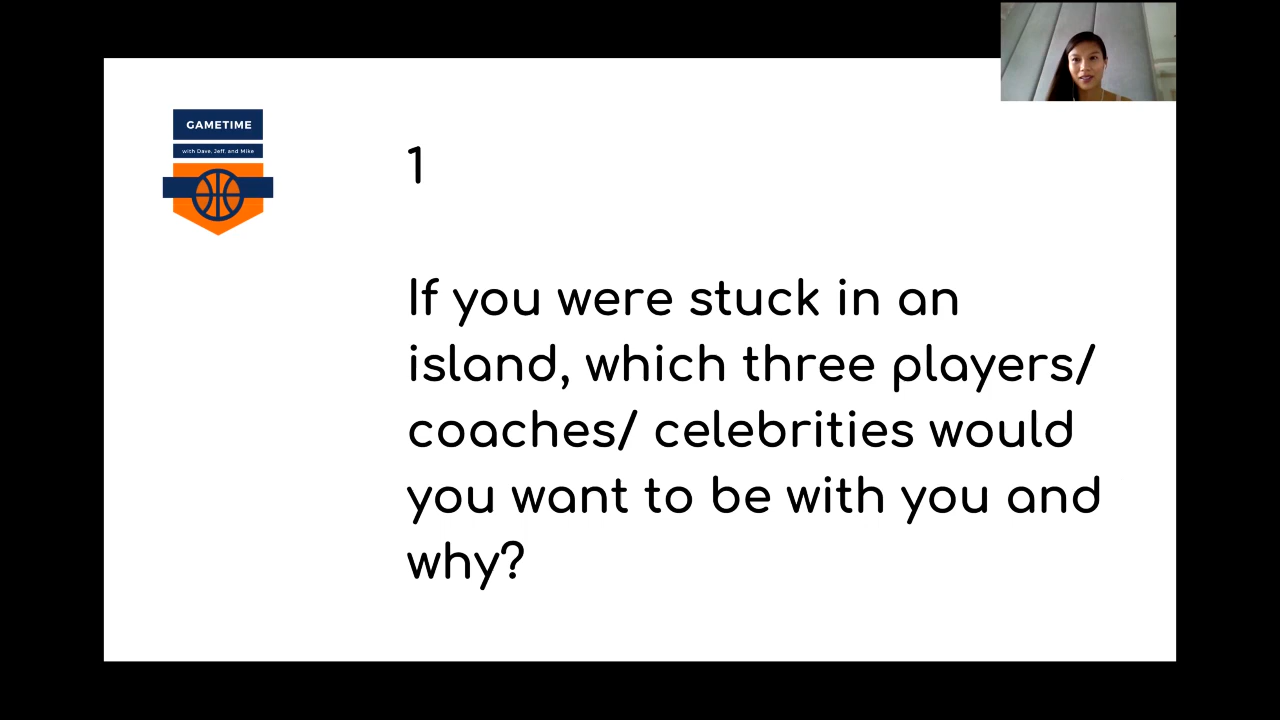 GAMETIME
with Dave, Jeff, and Mike
1
If you were stuck in an
island, which three players/
coaches/ celebrities would
you want to be with you and
why?